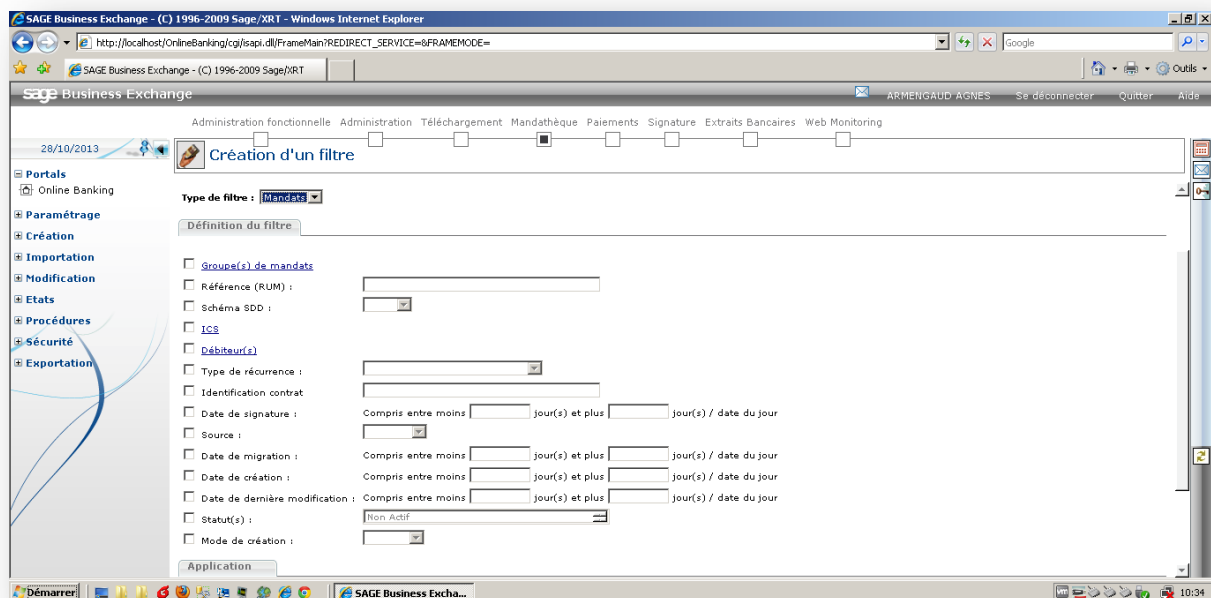 SAGE Business Exchange - (C) 1996-2009 Sage/XRT - Windows Internet Explorer
http://localhost/OnlineBanking/cgi/isapi.dll/FrameMain?REDIRECT_SERVICE=&FRAMEMODE=
Google
SAGE Business Exchange - (C) 1996-2009 Sage/XRT
Outils
sage Business Exchange
ARMENGAUD AGNES Se déconnecter Quitter Aide
Administration fonctionnelle Administration Téléchargement Mandathèque Paiements Signature Extraits Bancaires Web Monitoring
28/10/2013
Création d'un filtre
Portals
Online Banking
Paramétrage
Création
Importation
Modification
Etats
Procédures
Sécurité
Exportation
Type de filtre : Mandats
Définition du filtre
Groupe(s) de mandats
Référence (RUM) :
Schéma SDD :
ICS
Débiteur(s)
Type de récurrence :
Identification contrat
Date de signature : Compris entre moins jour(s) et plus jour(s) / date du jour
Source :
Date de migration : Compris entre moins jour(s) et plus jour(s) / date du jour
Date de création : Compris entre moins jour(s) et plus jour(s) / date du jour
Date de dernière modification : Compris entre moins jour(s) et plus jour(s) / date du jour
Statut(s) : Non Actif
Mode de création :
Application
Démarrer
SAGE Business Excha...
10:34